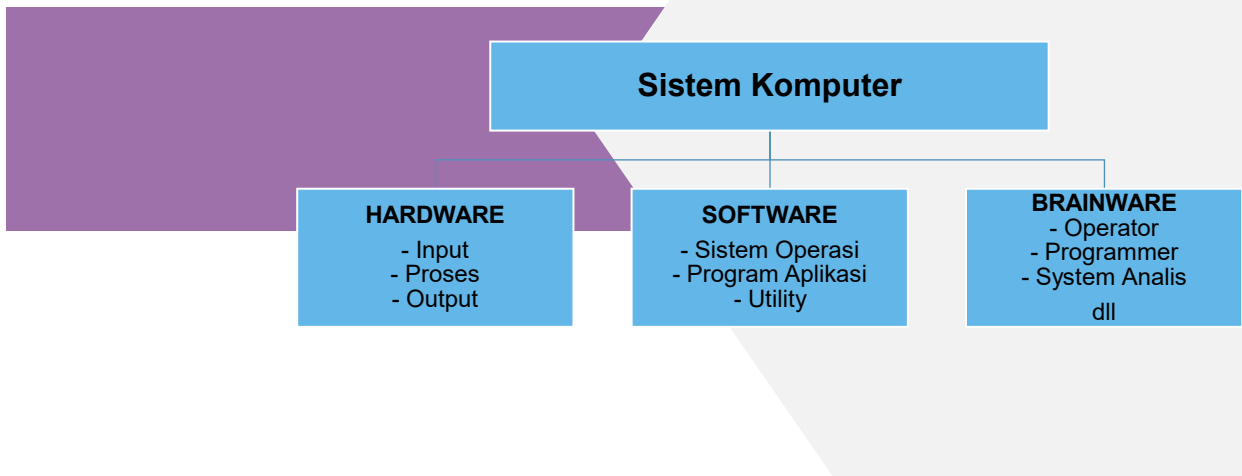 Sistem Komputer
HARDWARE
- Input
- Proses
- Output
SOFTWARE
- Sistem Operasi
- Program Aplikasi
- Utility
BRAINWARE
- Operator
- Programmer
- System Analis
dll